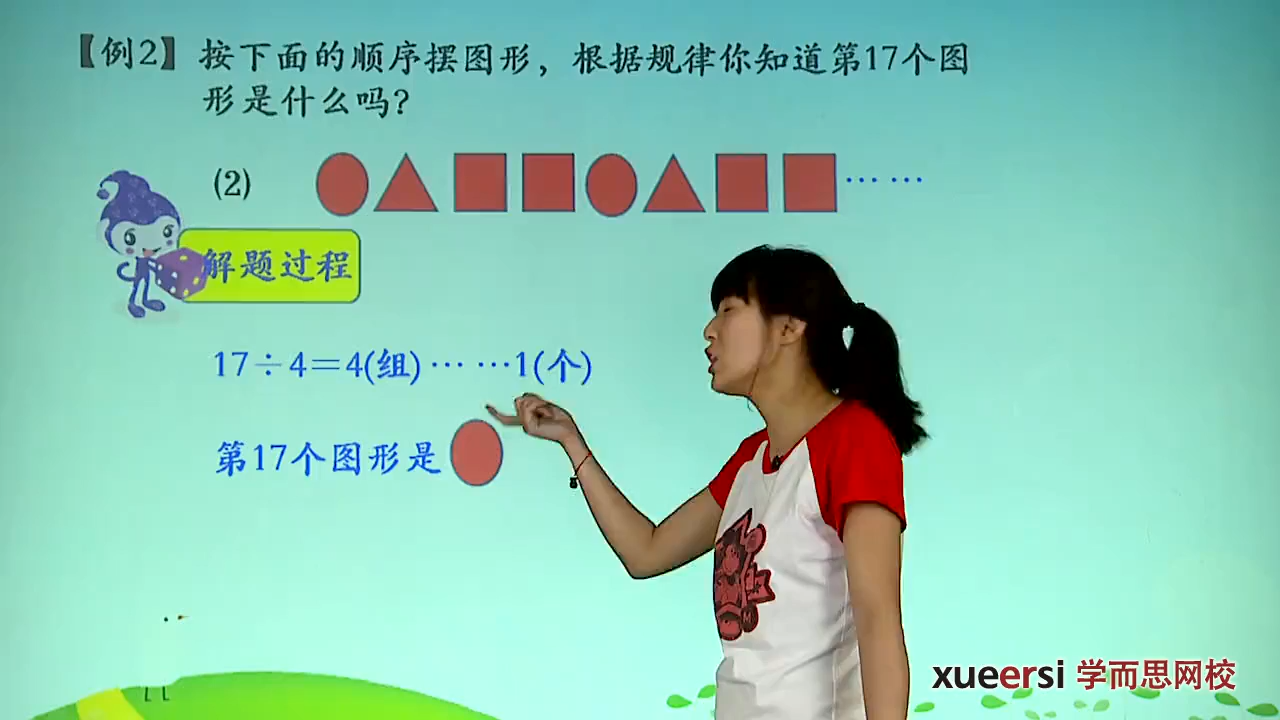 【例2】按下面的顺序摆图形，根据规律你知道第17个图
形是什么吗？
(2) …… 
解题过程
17÷4＝4(组)……1(个)
第17个图形是
xueersi 学而思网校